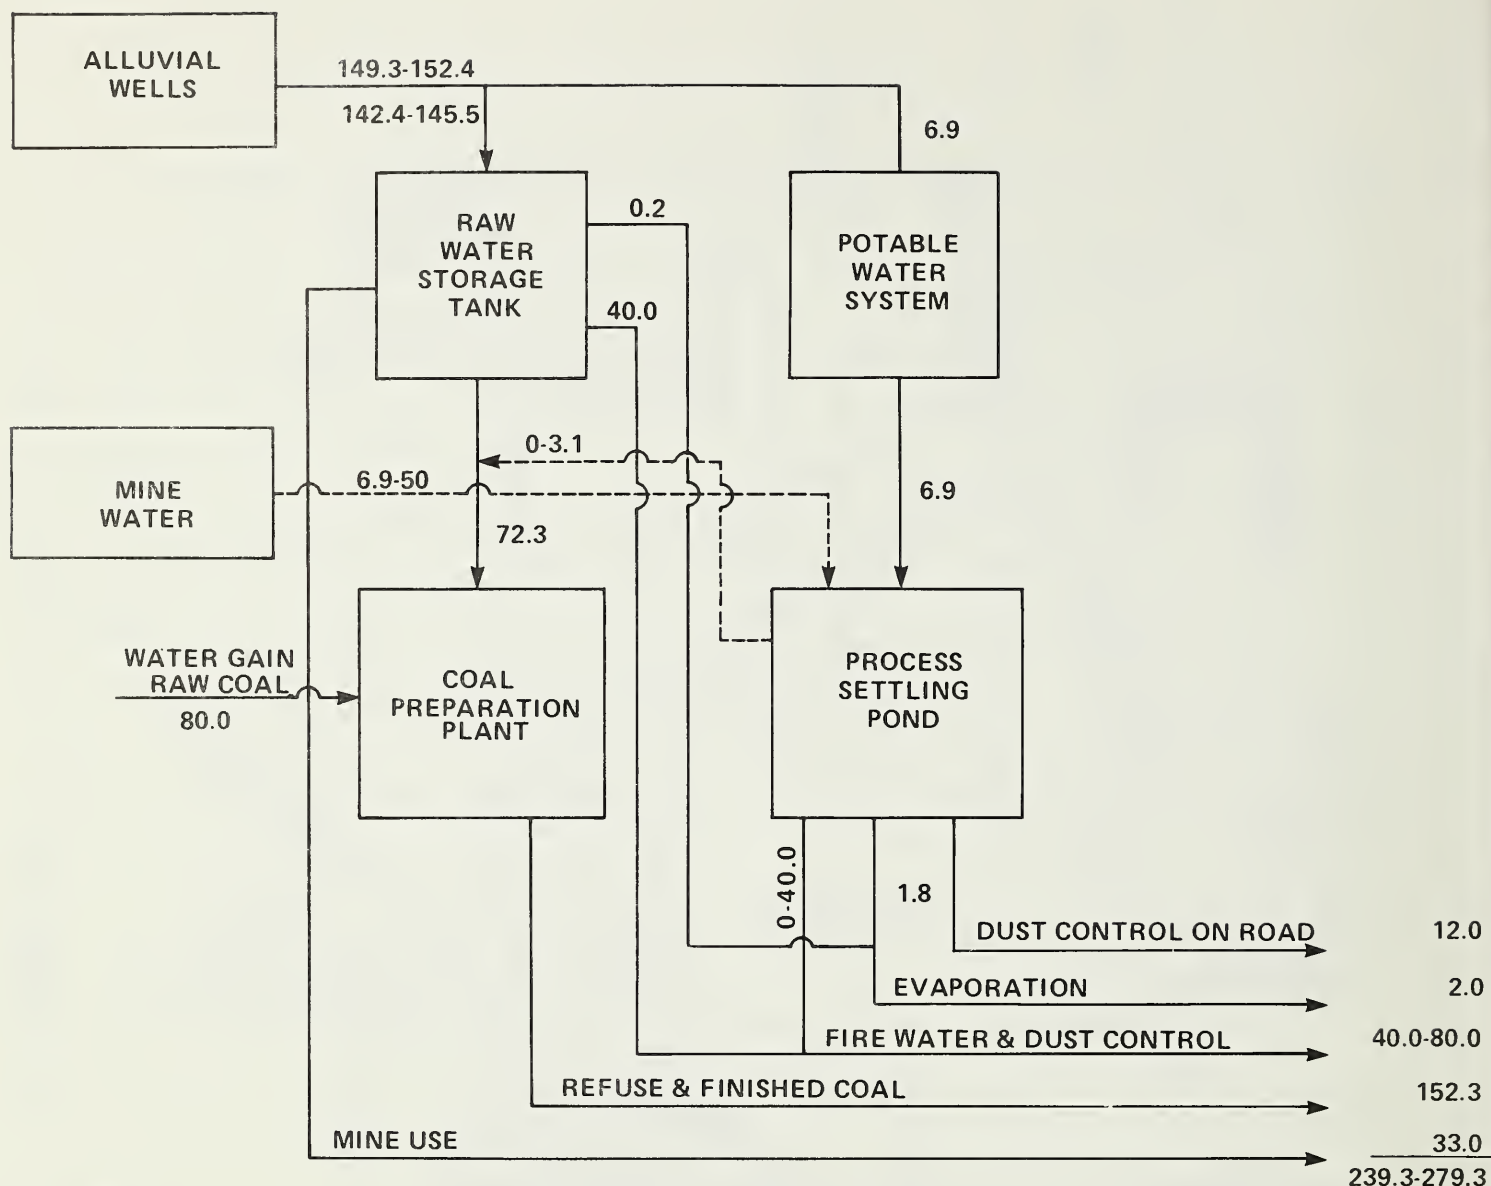 ALLUVIAL
WELLS
149.3-152.4
142.4-145.5
6.9
RAW
WATER
STORAGE
TANK
0.2
40.0
POTABLE
WATER
SYSTEM
MINE
WATER
0-3.1
6.9-50
6.9
72.3
WATER GAIN
RAW COAL
80.0
COAL
PREPARATION
PLANT
PROCESS
SETTLING
POND
0-40.0
1.8
DUST CONTROL ON ROAD 12.0
EVAPORATION 2.0
FIRE WATER & DUST CONTROL 40.0-80.0
REFUSE & FINISHED COAL 152.3
MINE USE 33.0
239.3-279.3